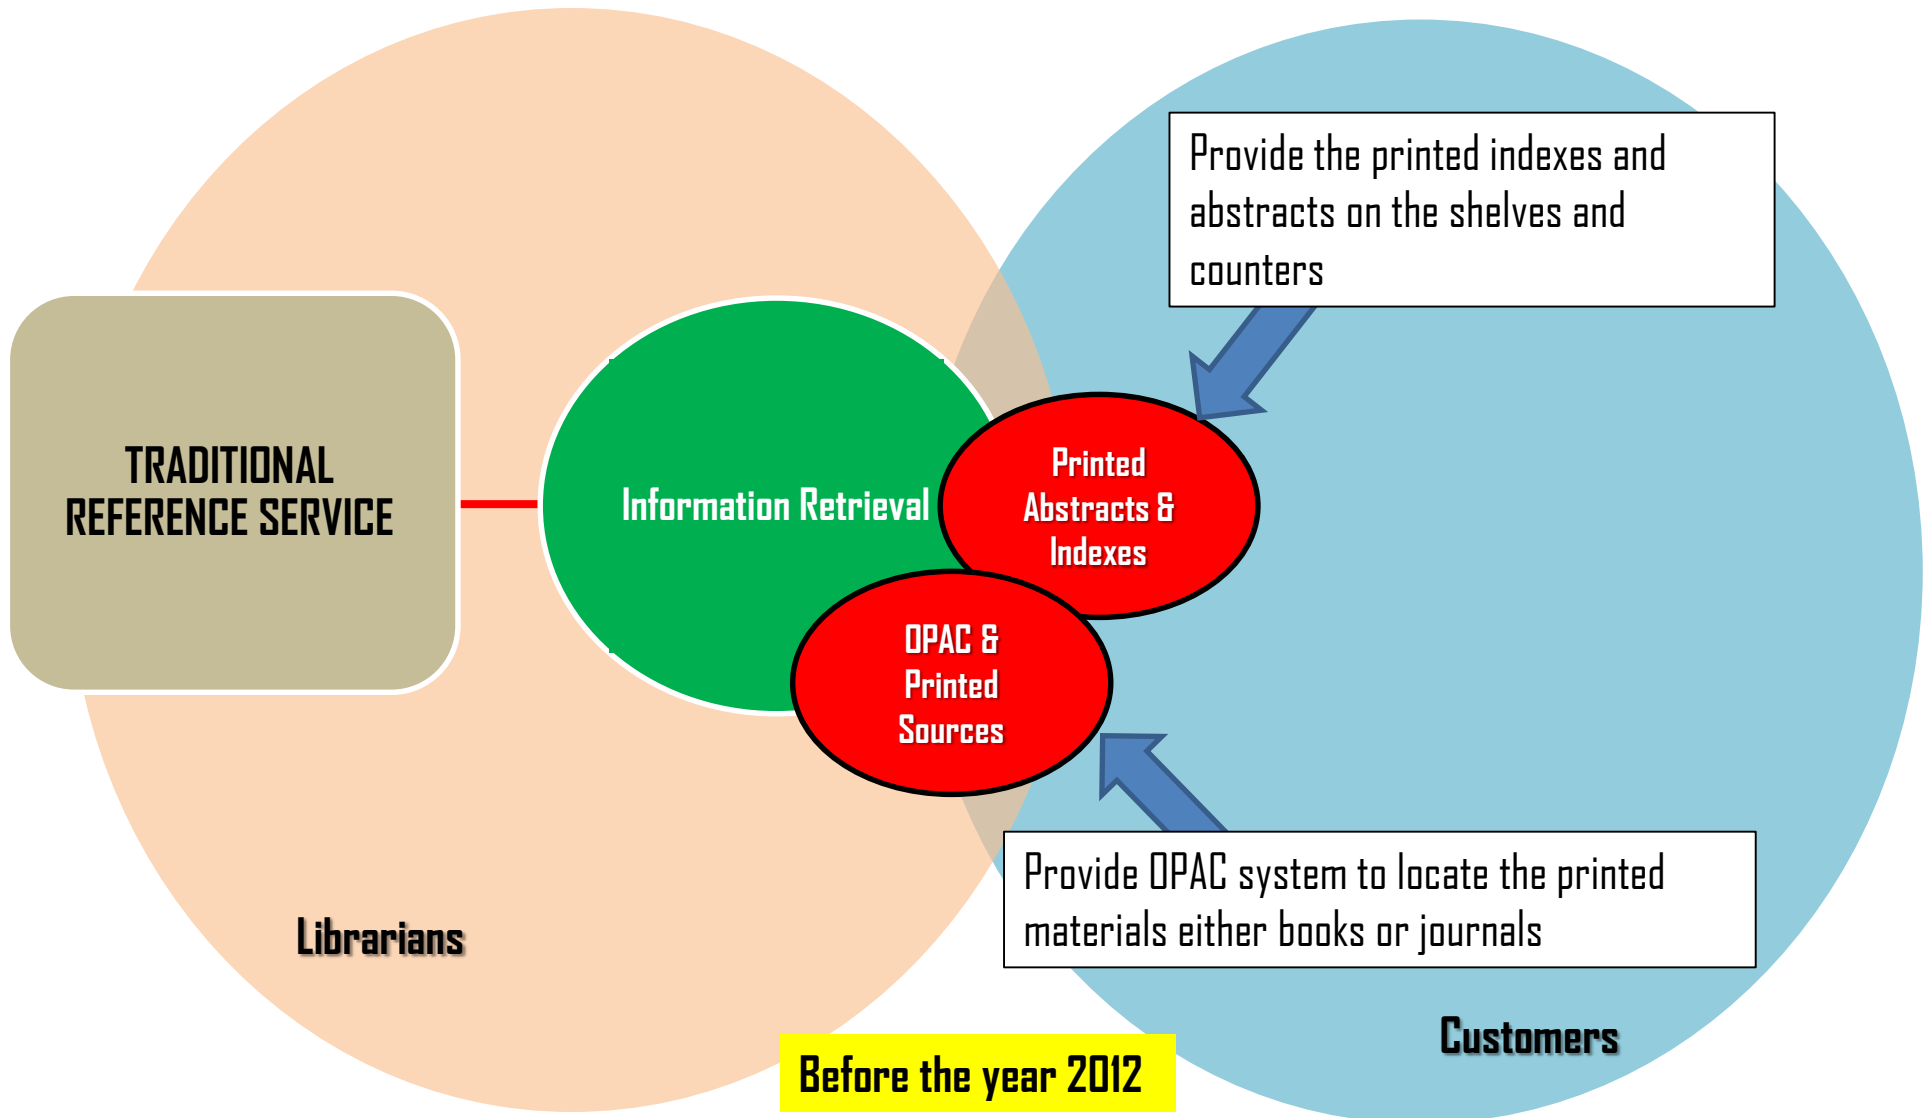 Provide the printed indexes and
abstracts on the shelves and
counters
TRADITIONAL
REFERENCE SERVICE
Information Retrieval
Printed
Abstracts &
Indexes
OPAC &
Printed
Sources
Provide OPAC system to locate the printed
materials either books or journals
Librarians
Customers
Before the year 2012